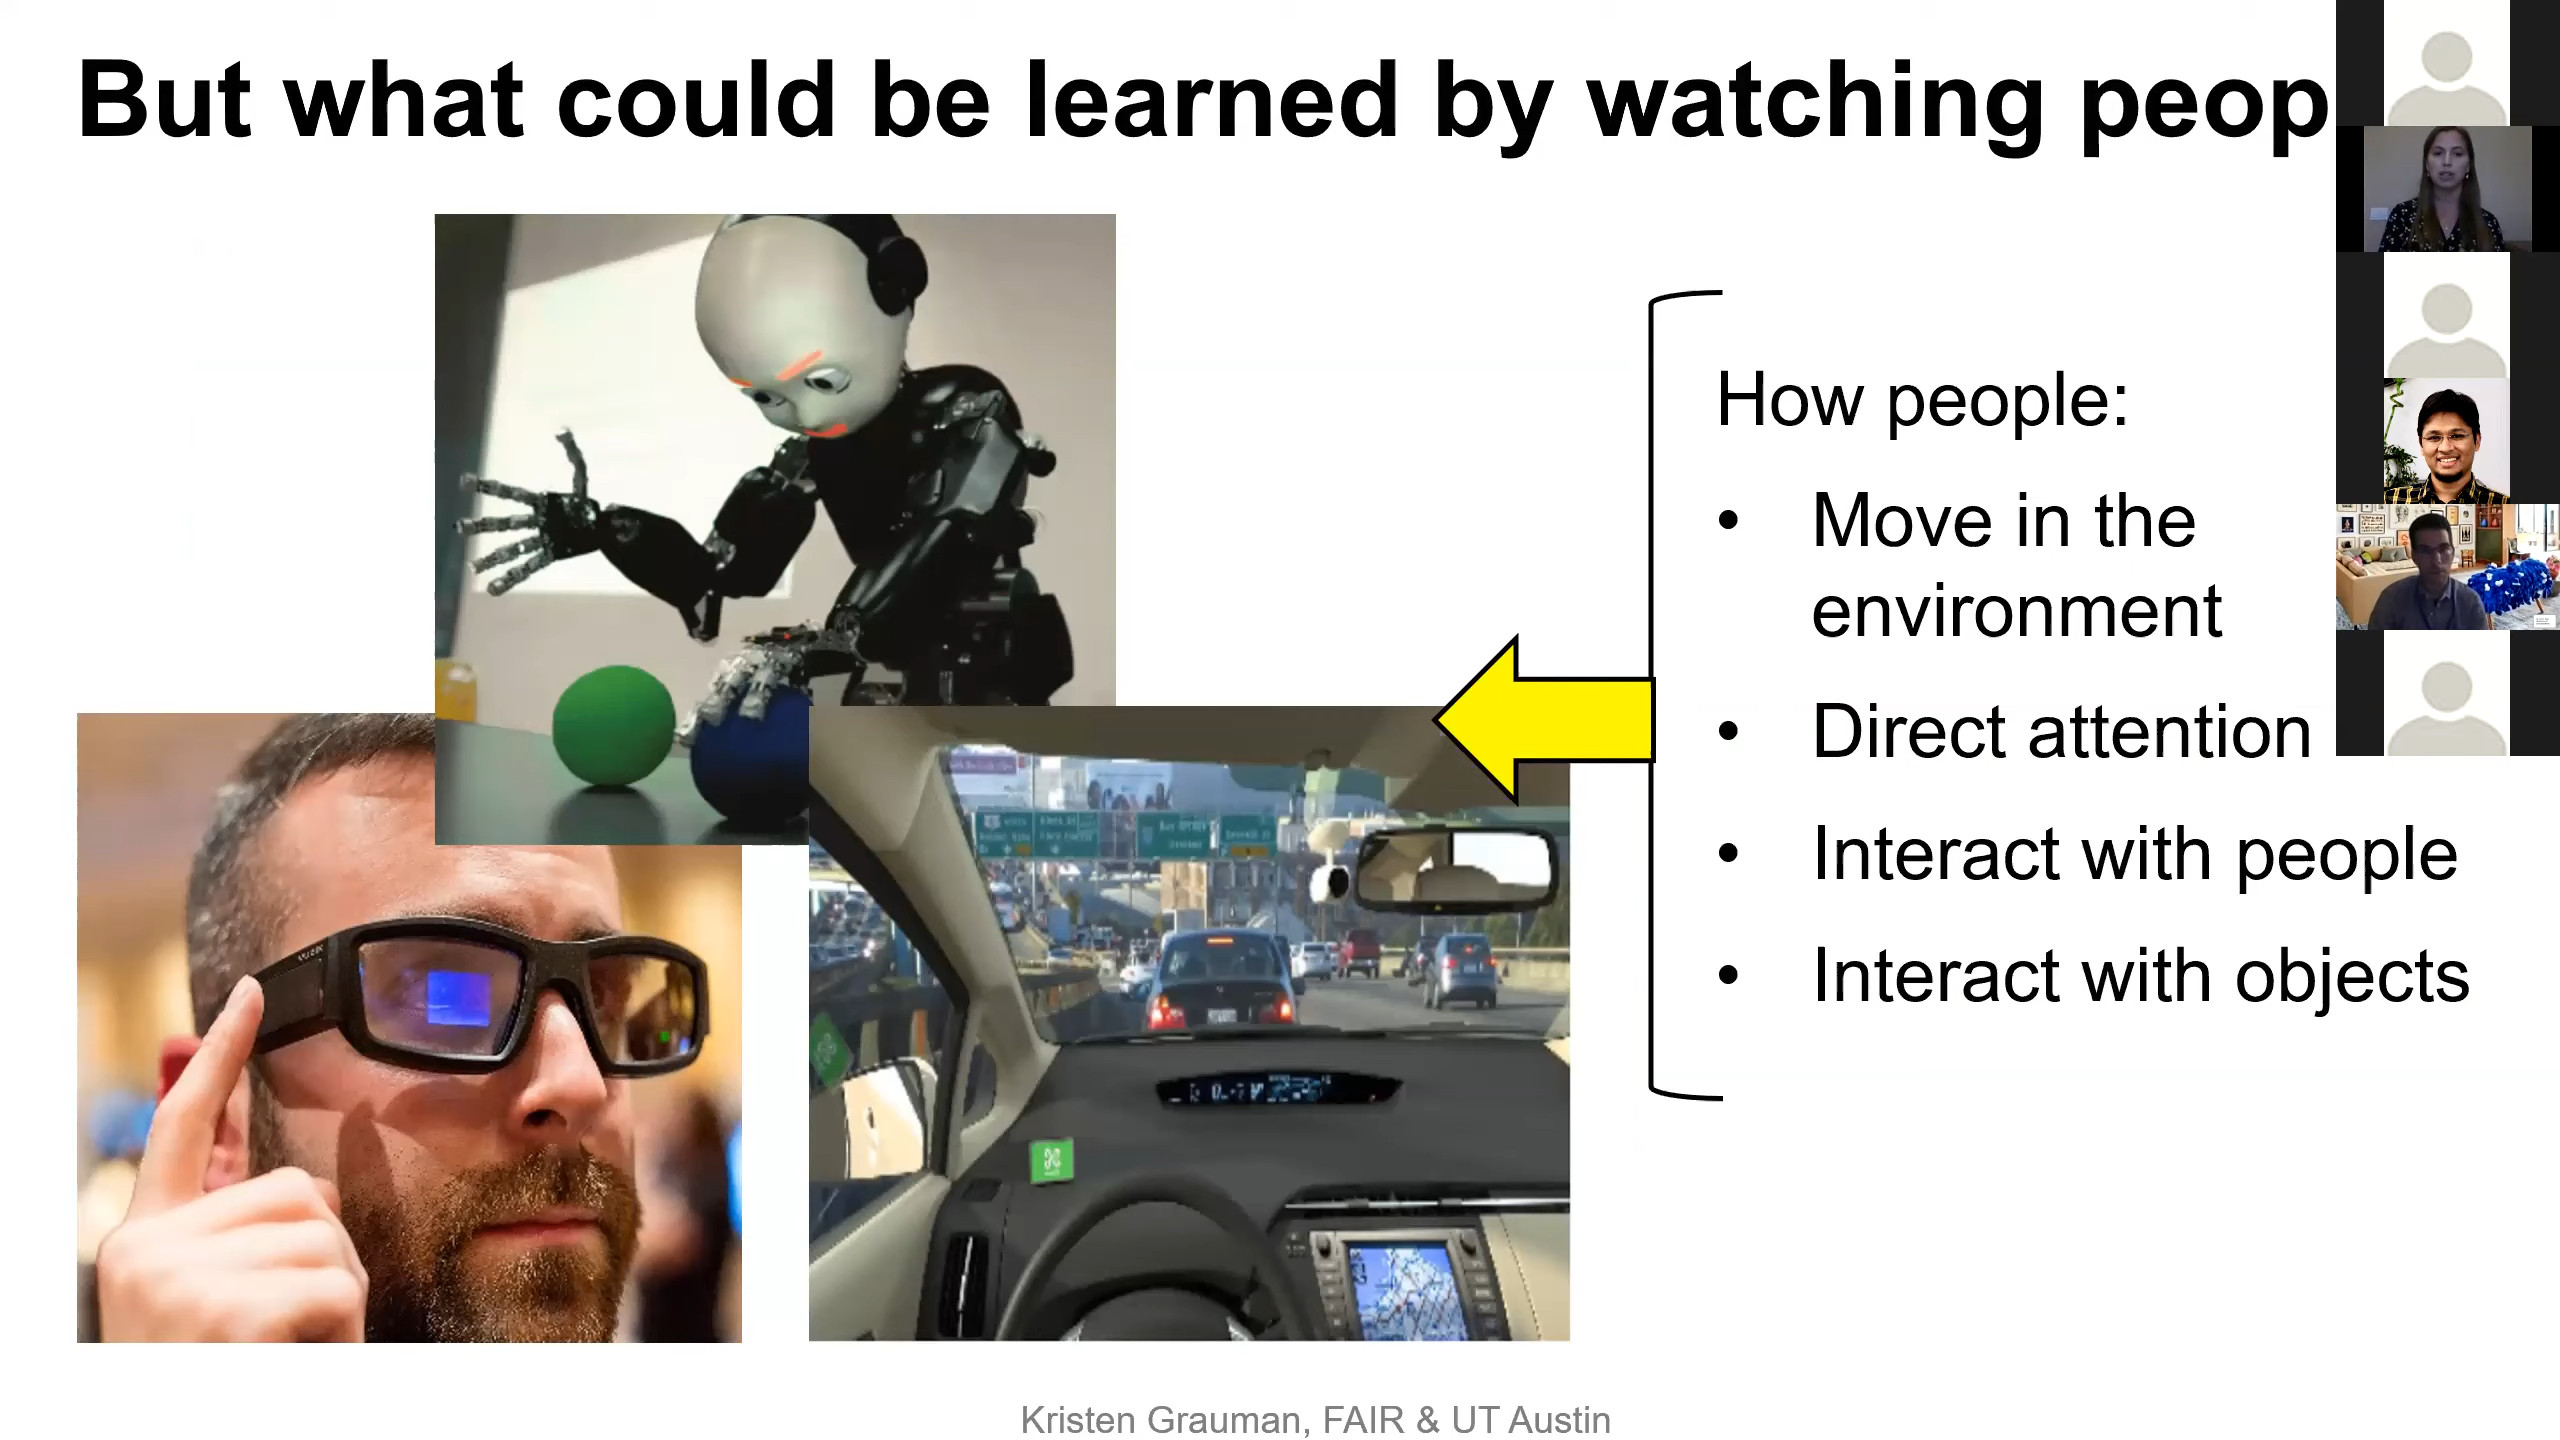 But what could be learned by watching peop
How people:
• Move in the
environment
• Direct attention
• Interact with people
• Interact with objects
Kristen Grauman, FAIR & UT Austin